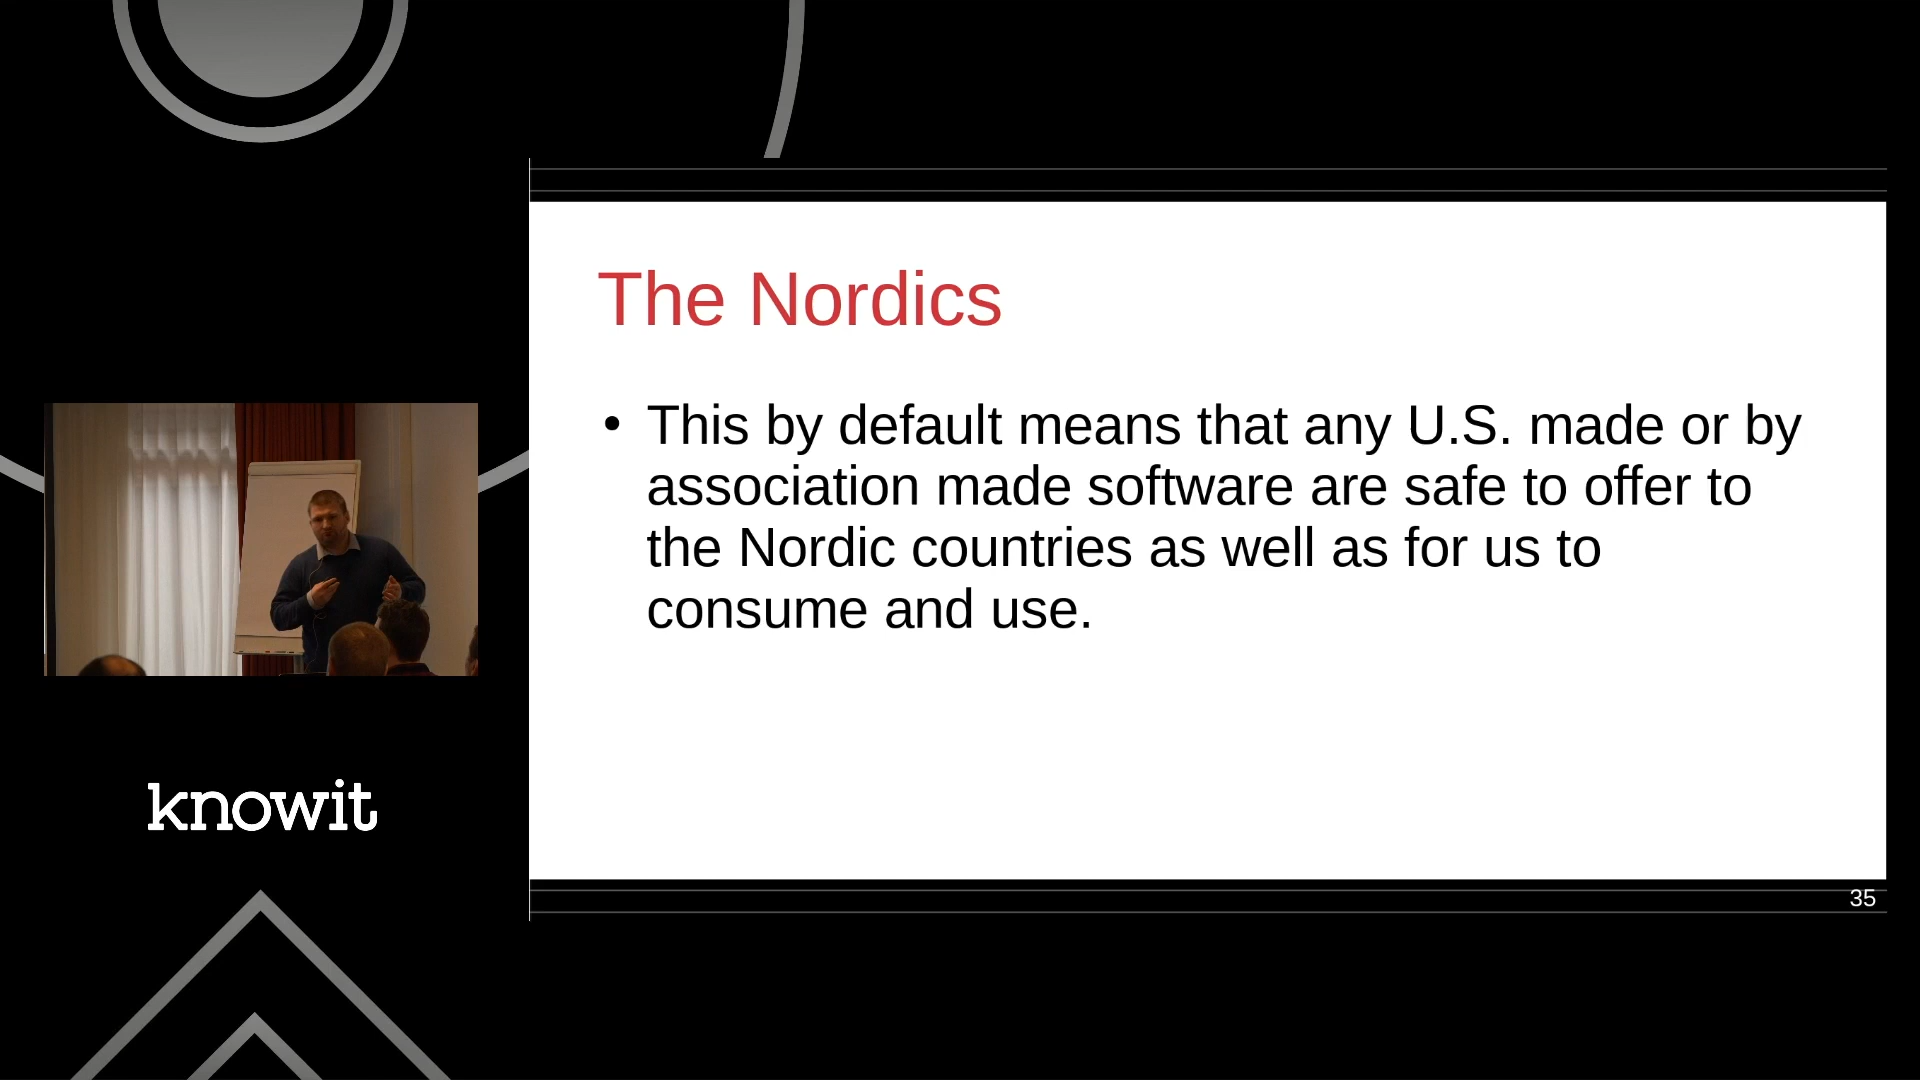 The Nordics
• This by default means that any U.S. made or by
association made software are safe to offer to
the Nordic countries as well as for us to
consume and use.
knowit
35